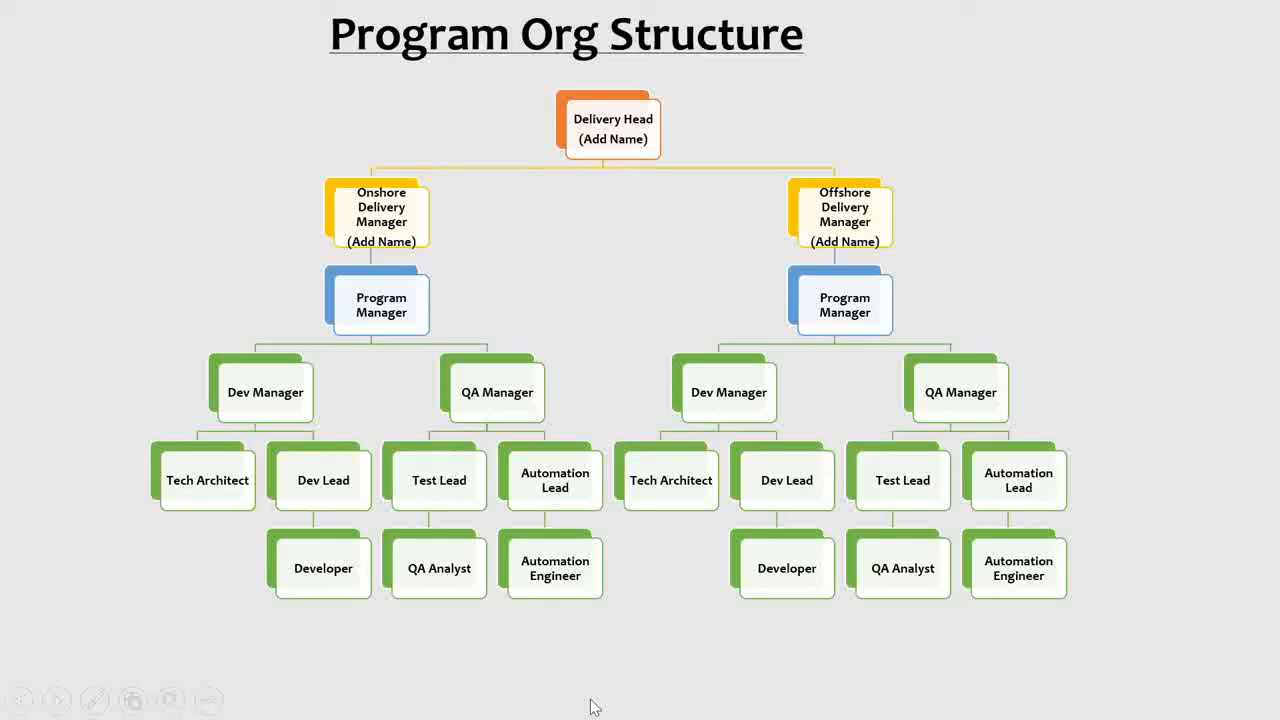 Program Org Structure
Delivery Head
(Add Name)
Onshore
Delivery
Manager
(Add Name)
Offshore
Delivery
Manager
(Add Name)
Program
Manager
Program
Manager
Dev Manager
QA Manager
Dev Manager
QA Manager
Tech Architect
Dev Lead
Test Lead
Automation
Lead
Tech Architect
Dev Lead
Test Lead
Automation
Lead
Developer
QA Analyst
Automation
Engineer
Developer
QA Analyst
Automation
Engineer